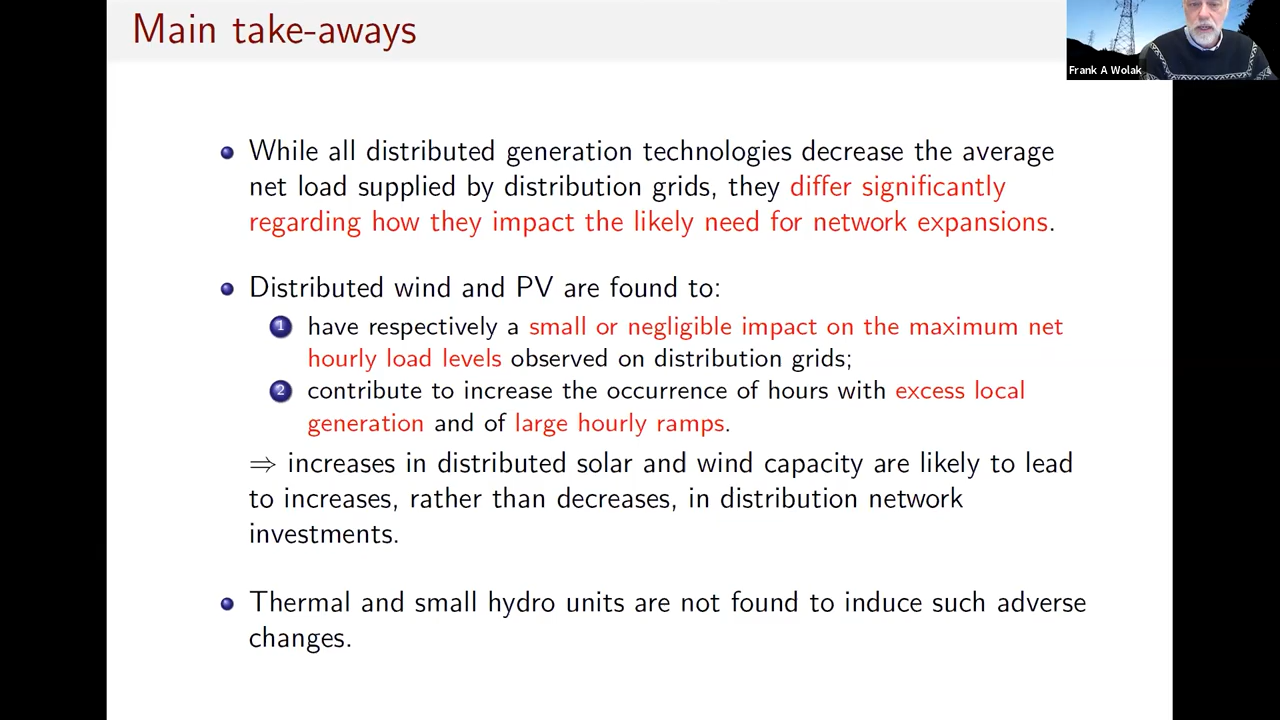 Main take-aways
Frank A Wolak
While all distributed generation technologies decrease the average
net load supplied by distribution grids, they differ significantly
regarding how they impact the likely need for network expansions.
Distributed wind and PV are found to:
1 have respectively a small or negligible impact on the maximum net
hourly load levels observed on distribution grids;
2 contribute to increase the occurrence of hours with excess local
generation and of large hourly ramps.
⇒ increases in distributed solar and wind capacity are likely to lead
to increases, rather than decreases, in distribution network
investments.
Thermal and small hydro units are not found to induce such adverse
changes.